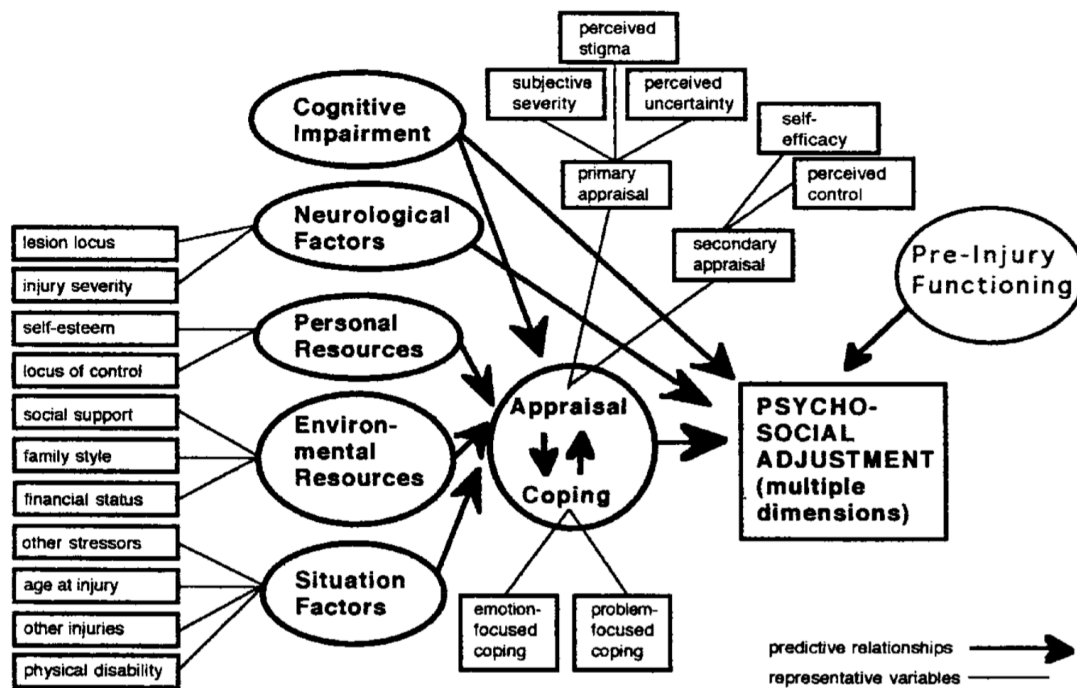 perceived
stigma
subjective
severity
perceived
uncertainty
self-
efficacy
perceived
control
primary
appraisal
secondary
appraisal
Cognitive
Impairment
Neurological
Factors
lesion locus
injury severity
Pre-Injury
Functioning
self-esteem
locus of control
Personal
Resources
social support
family style
financial status
Environ-
mental
Resources
Appraisal
Coping
PSYCHO-
SOCIAL
ADJUSTMENT
(multiple
dimensions)
other stressors
age at injury
other injuries
physical disability
Situation
Factors
emotion-
focused
coping
problem-
focused
coping
predictive relationships
representative variables